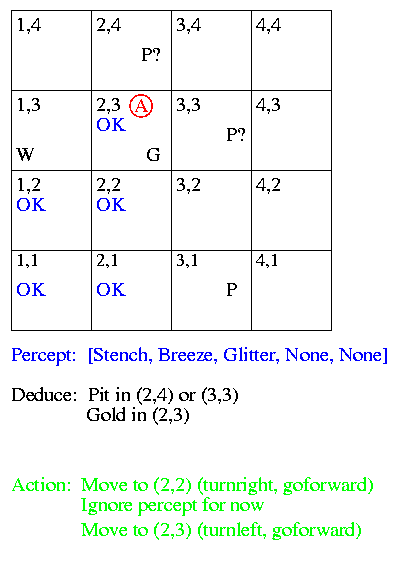 1,4 2,4 3,4 4,4
P?
1,3 2,3 A 3,3 4,3
OK
P?
W G
1,2 2,2 3,2 4,2
OK OK
1,1 2,1 3,1 4,1
OK OK P
Percept: [Stench, Breeze, Glitter, None, None]
Deduce: Pit in (2,4) or (3,3)
Gold in (2,3)
Action: Move to (2,2) (turnright, goforward)
Ignore percept for now
Move to (2,3) (turnleft, goforward)